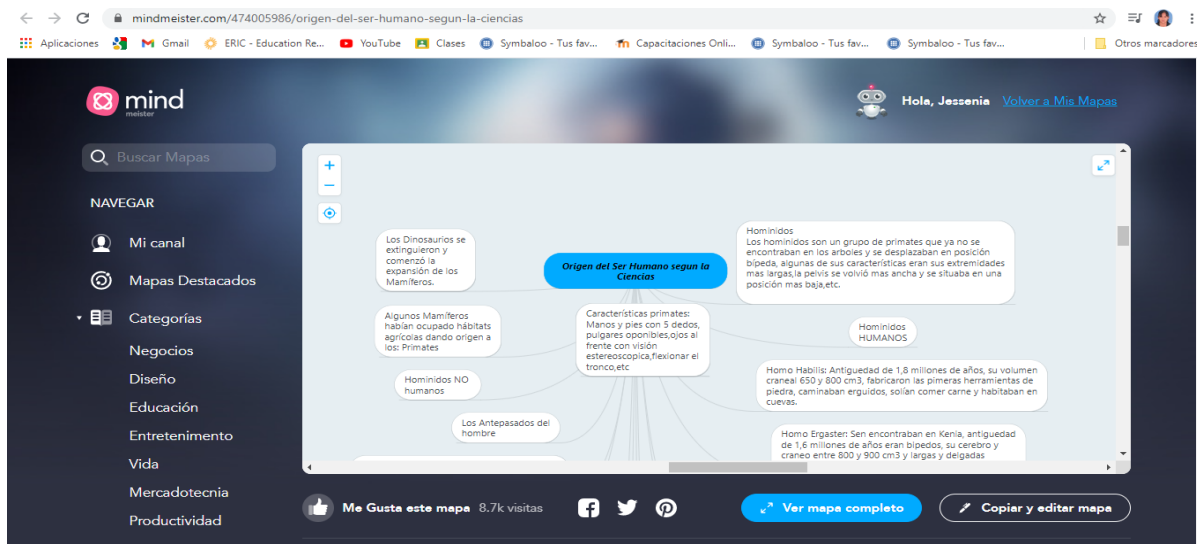 mindmeister.com/474005986/origen-del-ser-humano-segun-la-ciencias
Aplicaciones
Gmail
ERIC - Education Re...
YouTube
Clases
Symbaloo - Tus fav...
Capacitaciones Onli...
Symbaloo - Tus fav...
Symbaloo - Tus fav...
Otros marcadores
mind
meister
Hola, Jessenia Volver a Mis Mapas
Buscar Mapas
NAVEGAR
Mi canal
Mapas Destacados
Categorías
Negocios
Diseño
Educación
Entretenimento
Vida
Mercadotecnia
Productividad
+
−
Origen del Ser Humano segun la
Ciencias
Los Dinosaurios se
extinguieron y
comenzó la
expansión de los
Mamíferos.
Algunos Mamíferos
habían ocupado hábitats
agrícolas dando origen a
los: Primates
Hominidos NO
humanos
Los Antepasados del
hombre
Características primates:
Manos y pies con 5 dedos,
pulgares oponibles,ojos al
frente con visión
estereoscopica,flexionar el
tronco,etc
Hominidos
Los hominidos son un grupo de primates que ya no se
encontraban en los arboles y se desplazaban en posición
bípeda, algunas de sus características eran sus extremidades
mas largas,la pelvis se volvió mas ancha y se situaba en una
posición mas baja,etc.
Hominidos
HUMANOS
Homo Habilis: Antiguedad de 1,8 millones de años, su volumen
craneal 650 y 800 cm3, fabricaron las pimeras herramientas de
piedra, caminaban erguidos, solían comer carne y habitaban en
cuevas.
Homo Ergaster: Sen encontraban en Kenia, antiguedad
de 1,6 millones de años eran bipedos, su cerebro y
craneo entre 800 y 900 cm3 y largas y delgadas
Me Gusta este mapa 8.7k visitas
Ver mapa completo
Copiar y editar mapa